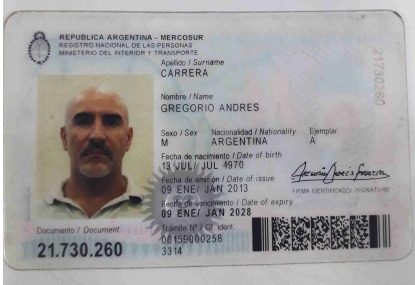 REPUBLICA ARGENTINA - MERCOSUR
REGISTRO NACIONAL DE LAS PERSONAS
MINISTERIO DEL INTERIOR Y TRANSPORTE
Apellido / Surname
CARRERA
Nombre / Name
GREGORIO ANDRES
Sexo / Sex Nacionalidad / Nationality Ejemplar
M ARGENTINA A
Fecha de nacimiento / Date of birth
13 JUL/ JUL 1970
Fecha de emisión / Date of issue
09 ENE/ JAN 2013
FIRMA IDENTIFICADO/ SIGNATURE
Fecha de vencimiento / Date of expiry
09 ENE/ JAN 2028
Documento / Document
21.730.260
Trámite Nº / Of. ident.
00159000258
3314
21730260